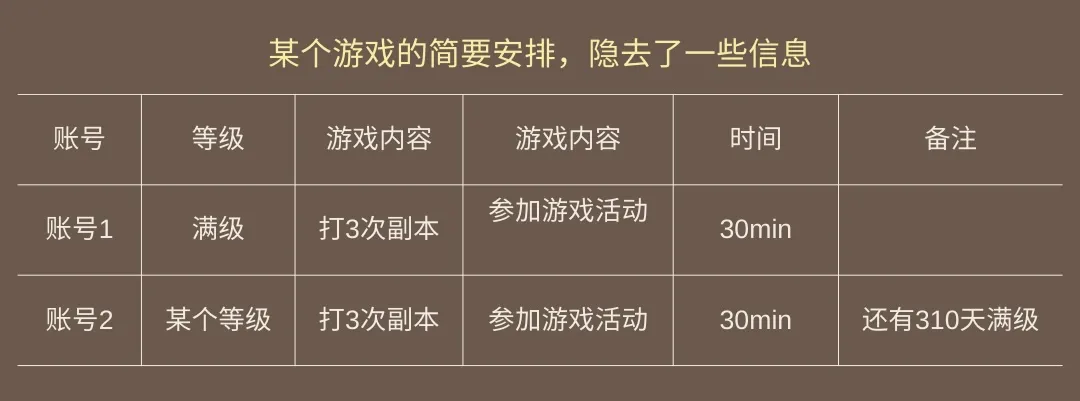 某个游戏的简要安排，隐去了一些信息
账号 等级 游戏内容 游戏内容 时间 备注
账号1 满级 打3次副本 参加游戏活动 30min
账号2 某个等级 打3次副本 参加游戏活动 30min 还有310天满级